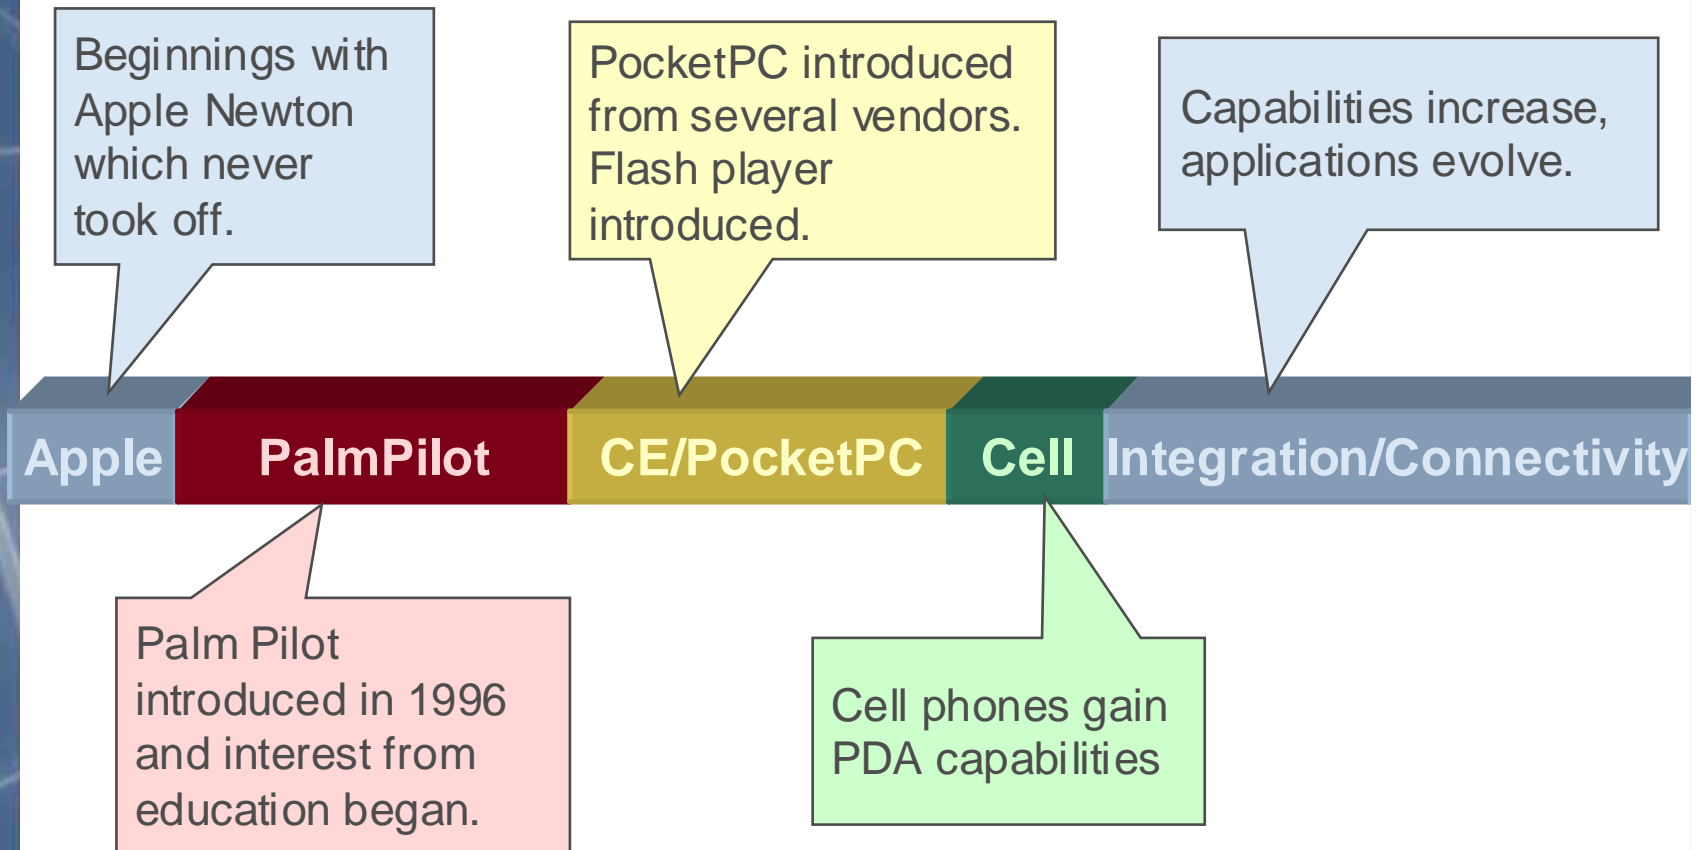 Beginnings with
Apple Newton
which never
took off.
PocketPC introduced
from several vendors.
Flash player
introduced.
Capabilities increase,
applications evolve.
Apple
PalmPilot
CE/PocketPC
Cell
Integration/Connectivity
Palm Pilot
introduced in 1996
and interest from
education began.
Cell phones gain
PDA capabilities